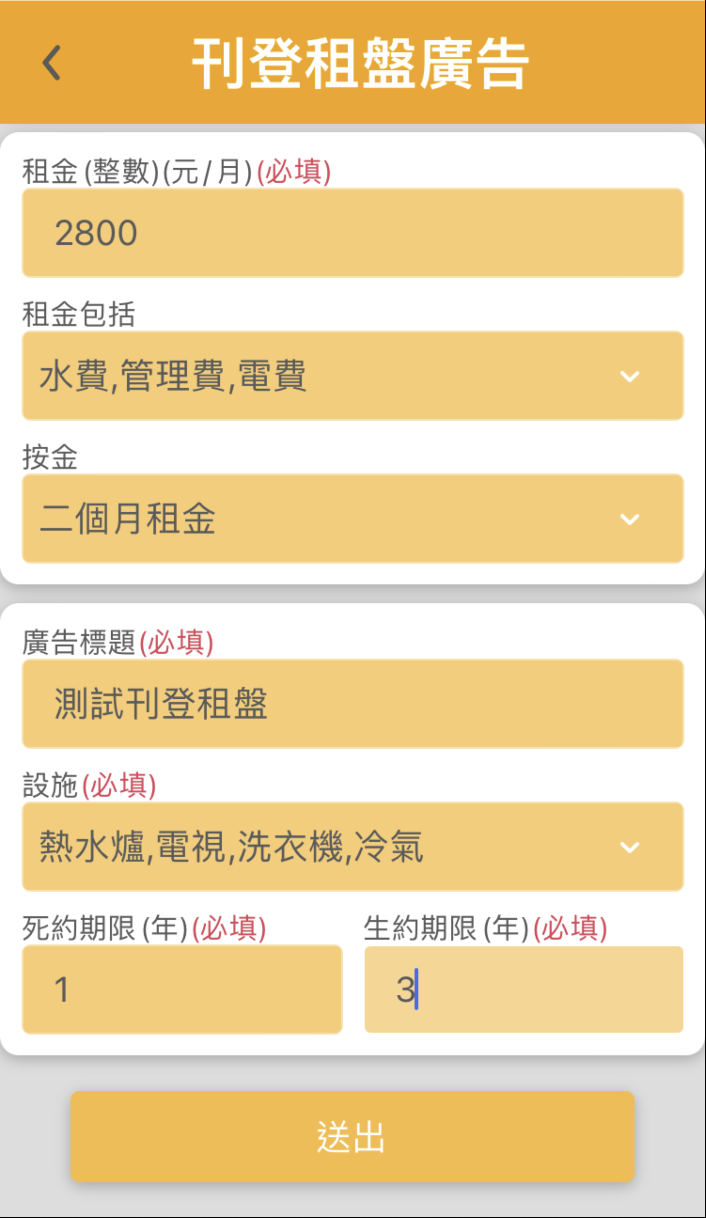 刊登租盤廣告
租金(整數)(元/月)(必填)
2800
租金包括
水費,管理費,電費
按金
二個月租金
廣告標題(必填)
測試刊登租盤
設施(必填)
熱水爐,電視,洗衣機,冷氣
死約期限(年)(必填) 生約期限(年)(必填)
1 3
送出